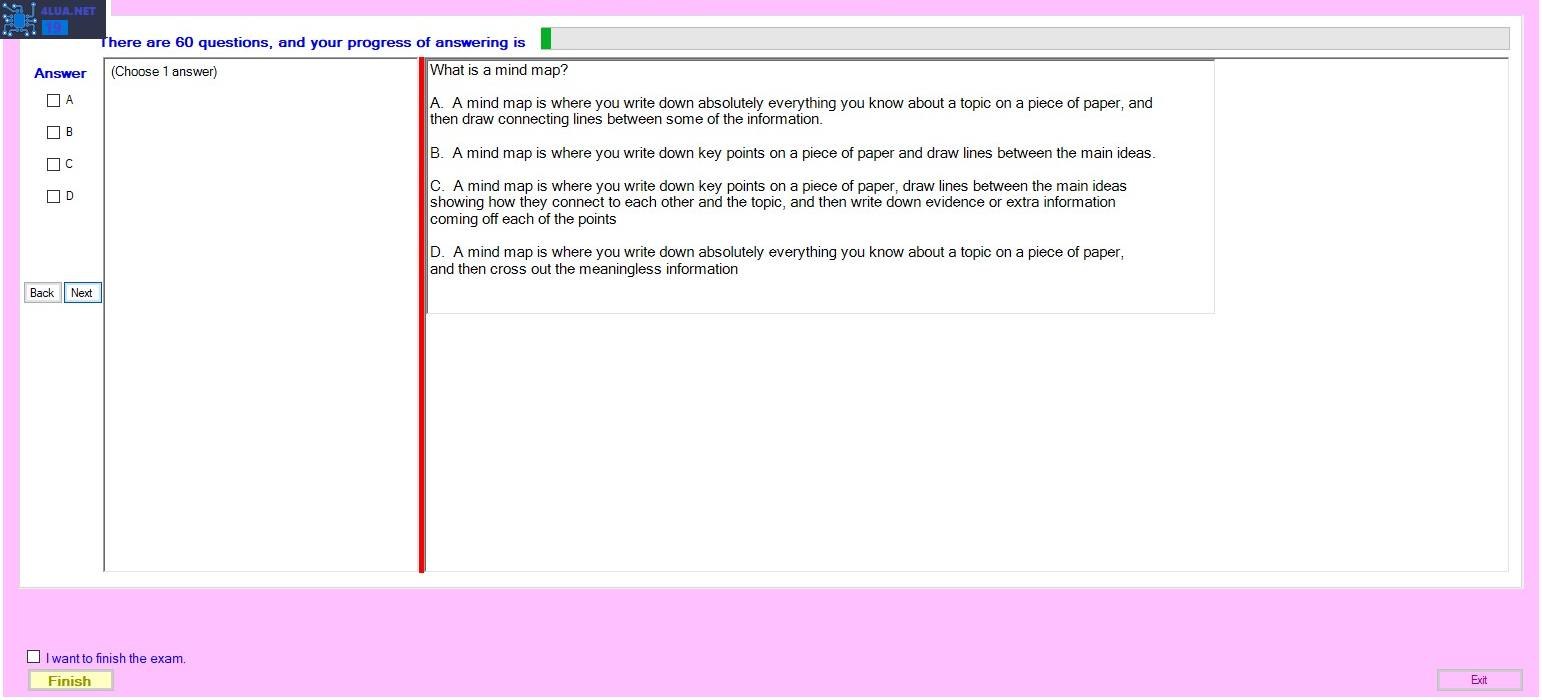 4LUA.NET
19
There are 60 questions, and your progress of answering is
Answer
(Choose 1 answer)
A
B
C
D
Back
Next
What is a mind map?
A. A mind map is where you write down absolutely everything you know about a topic on a piece of paper, and
then draw connecting lines between some of the information.
B. A mind map is where you write down key points on a piece of paper and draw lines between the main ideas.
C. A mind map is where you write down key points on a piece of paper, draw lines between the main ideas
showing how they connect to each other and the topic, and then write down evidence or extra information
coming off each of the points
D. A mind map is where you write down absolutely everything you know about a topic on a piece of paper,
and then cross out the meaningless information
I want to finish the exam.
Finish
Exit